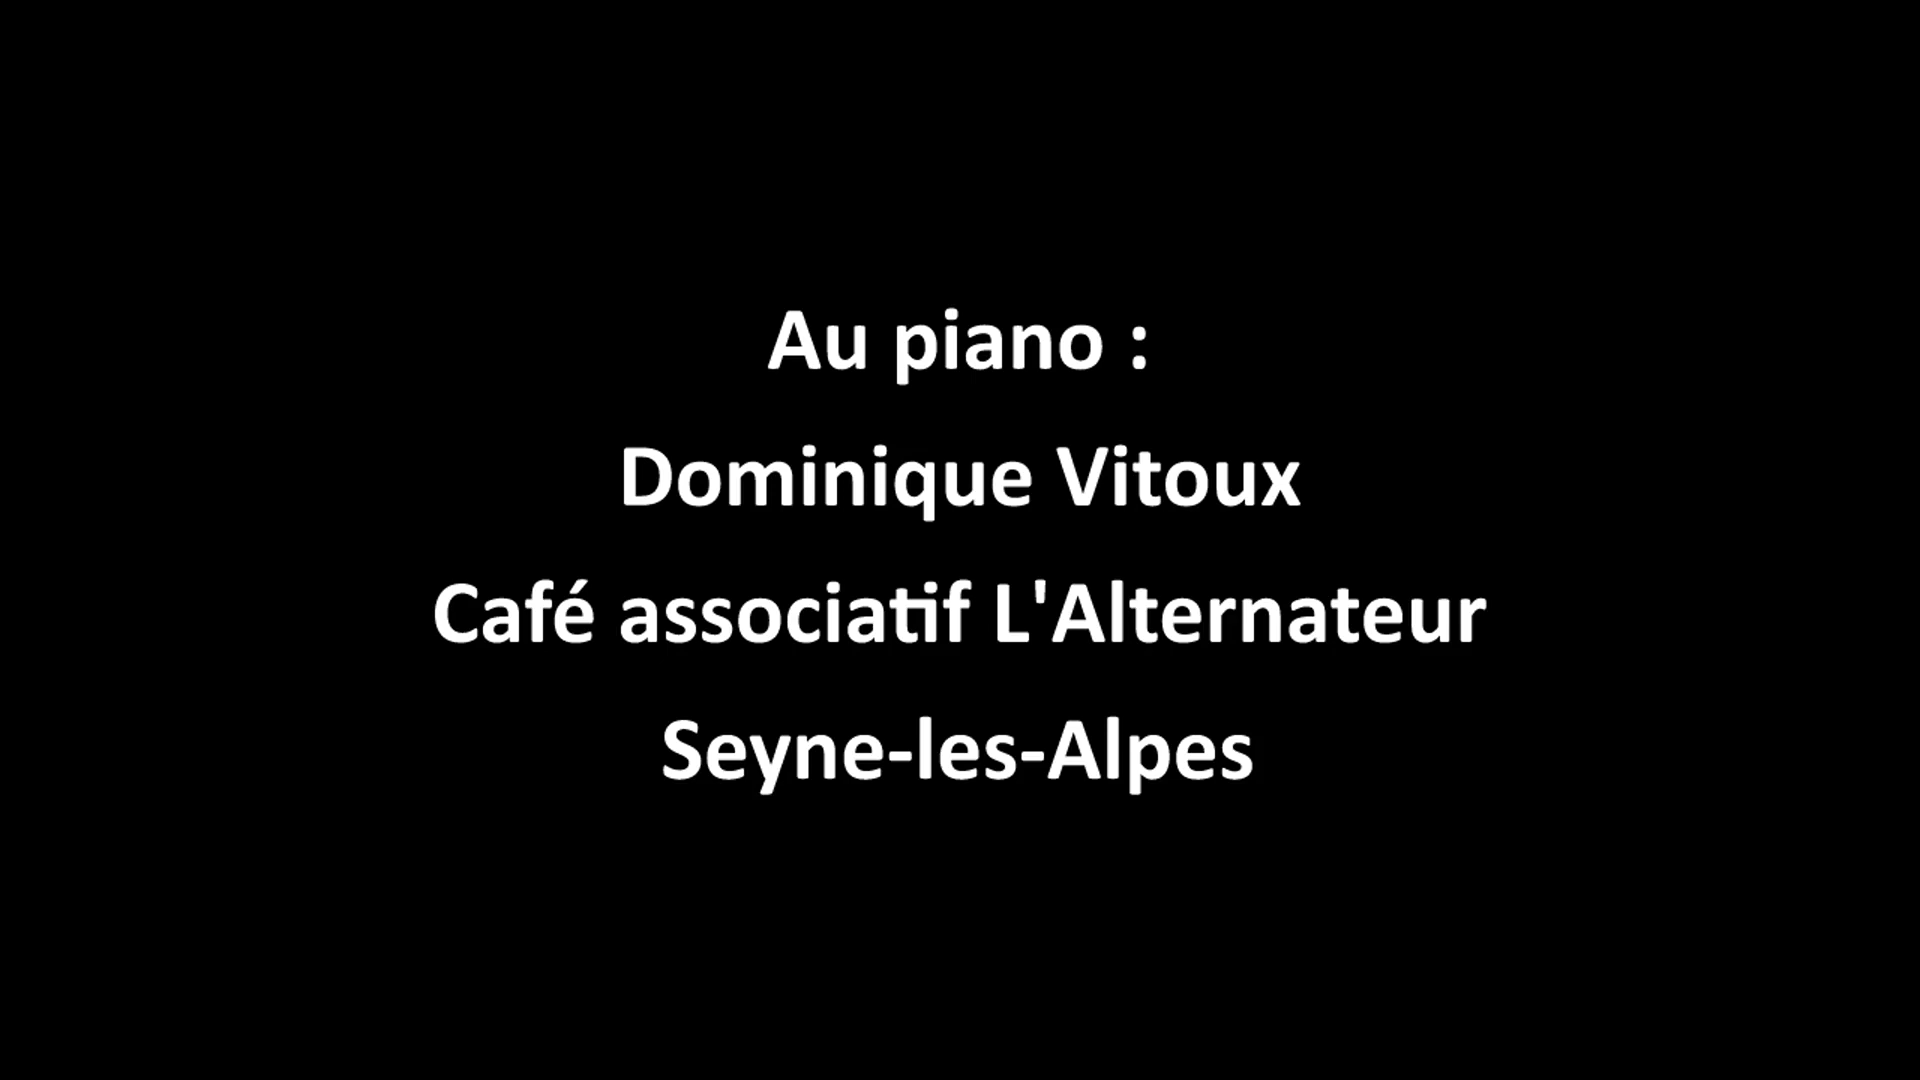 Au piano :
Dominique Vitoux
Café associatif L'Alternateur
Seyne-les-Alpes